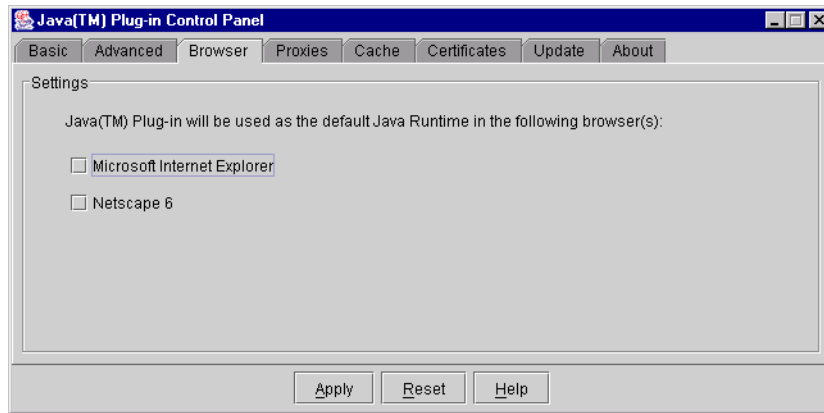 Java(TM) Plug-in Control Panel
Basic Advanced Browser Proxies Cache Certificates Update About
Settings
Java(TM) Plug-in will be used as the default Java Runtime in the following browser(s):
Microsoft Internet Explorer
Netscape 6
Apply Reset Help